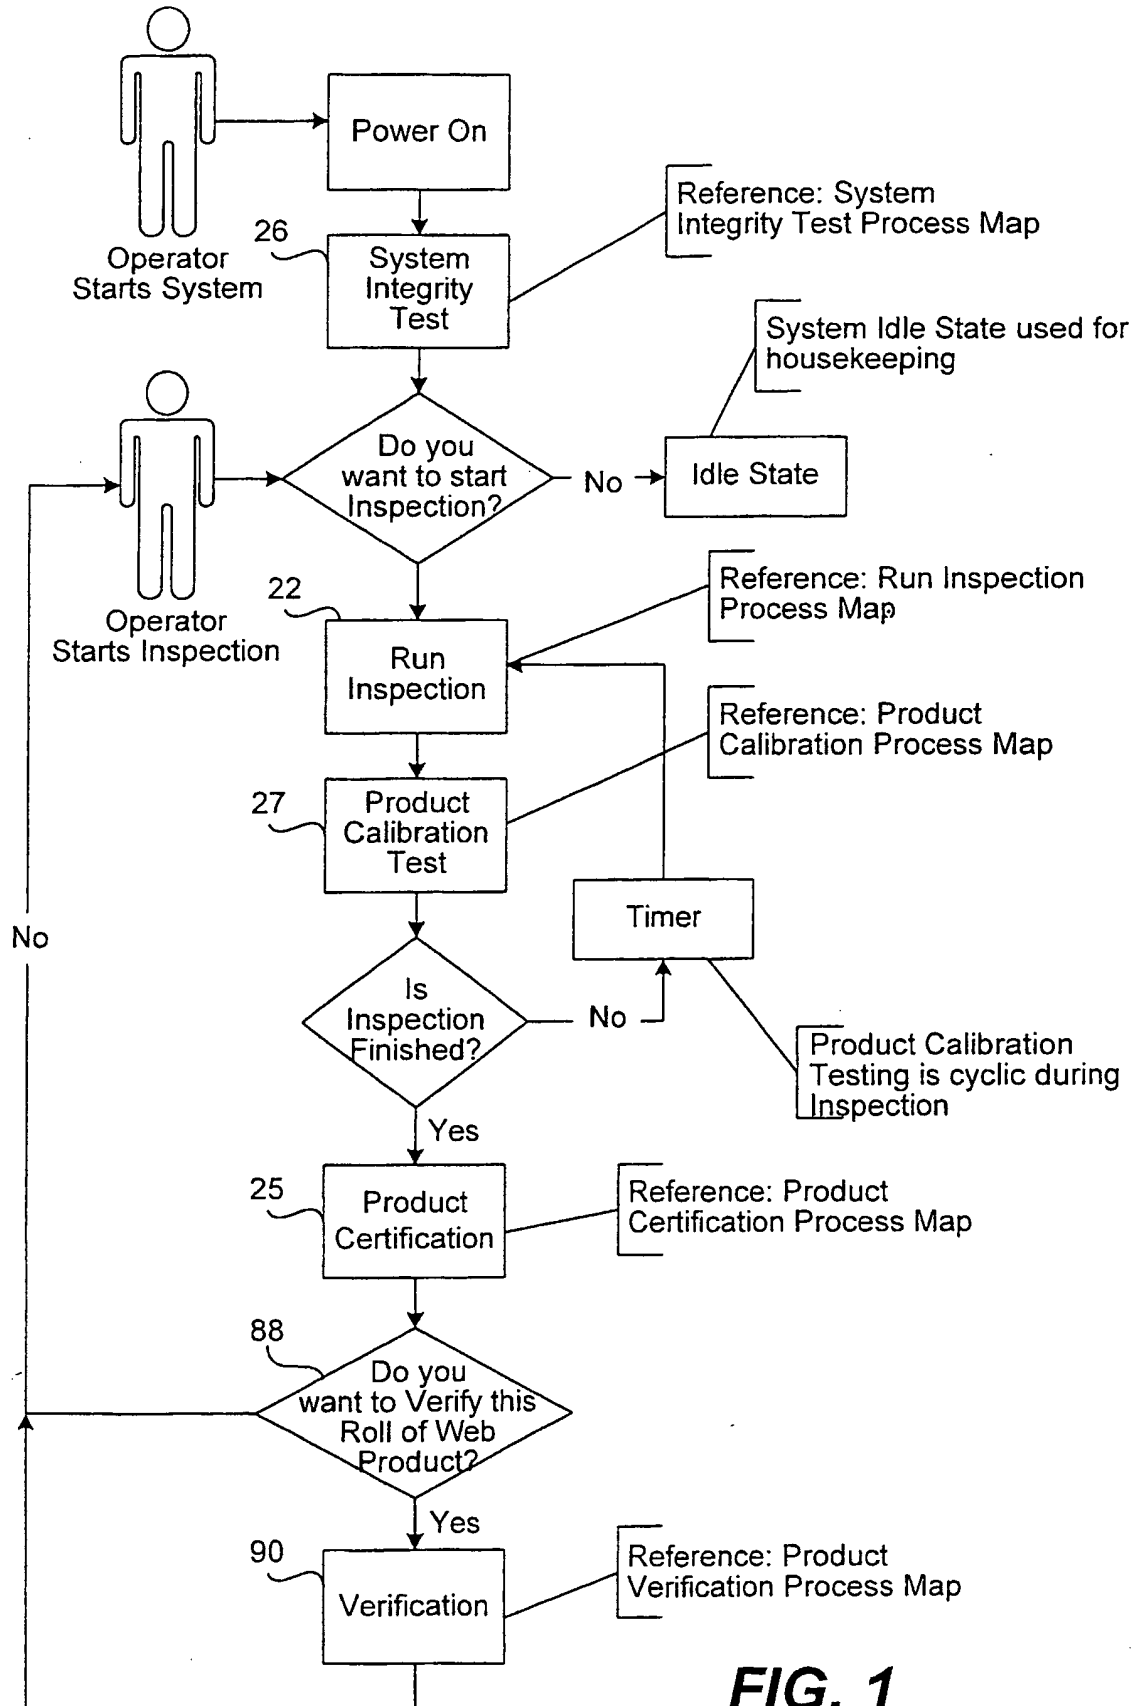 Power On
Operator
Starts System
26
System
Integrity
Test
Reference: System
Integrity Test Process Map
System Idle State used for
housekeeping
Do you
want to start
Inspection?
No
Idle State
Operator
Starts Inspection
22
Run
Inspection
Reference: Run Inspection
Process Map
27
Product
Calibration
Test
Reference: Product
Calibration Process Map
Timer
No
Is
Inspection
Finished?
No
Product Calibration
Testing is cyclic during
Inspection
Yes
25
Product
Certification
Reference: Product
Certification Process Map
88
Do you
want to Verify this
Roll of Web
Product?
Yes
90
Verification
Reference: Product
Verification Process Map
FIG. 1